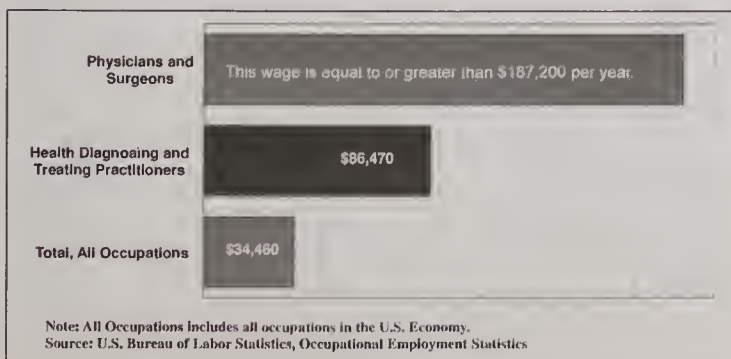 Physicians and
Surgeons
This wage is equal to or greater than $187,200 per year.
Health Diagnosing and
Treating Practitioners
$86,470
Total, All Occupations
$34,460
Note: All Occupations includes all occupations in the U.S. Economy.
Source: U.S. Bureau of Labor Statistics, Occupational Employment Statistics